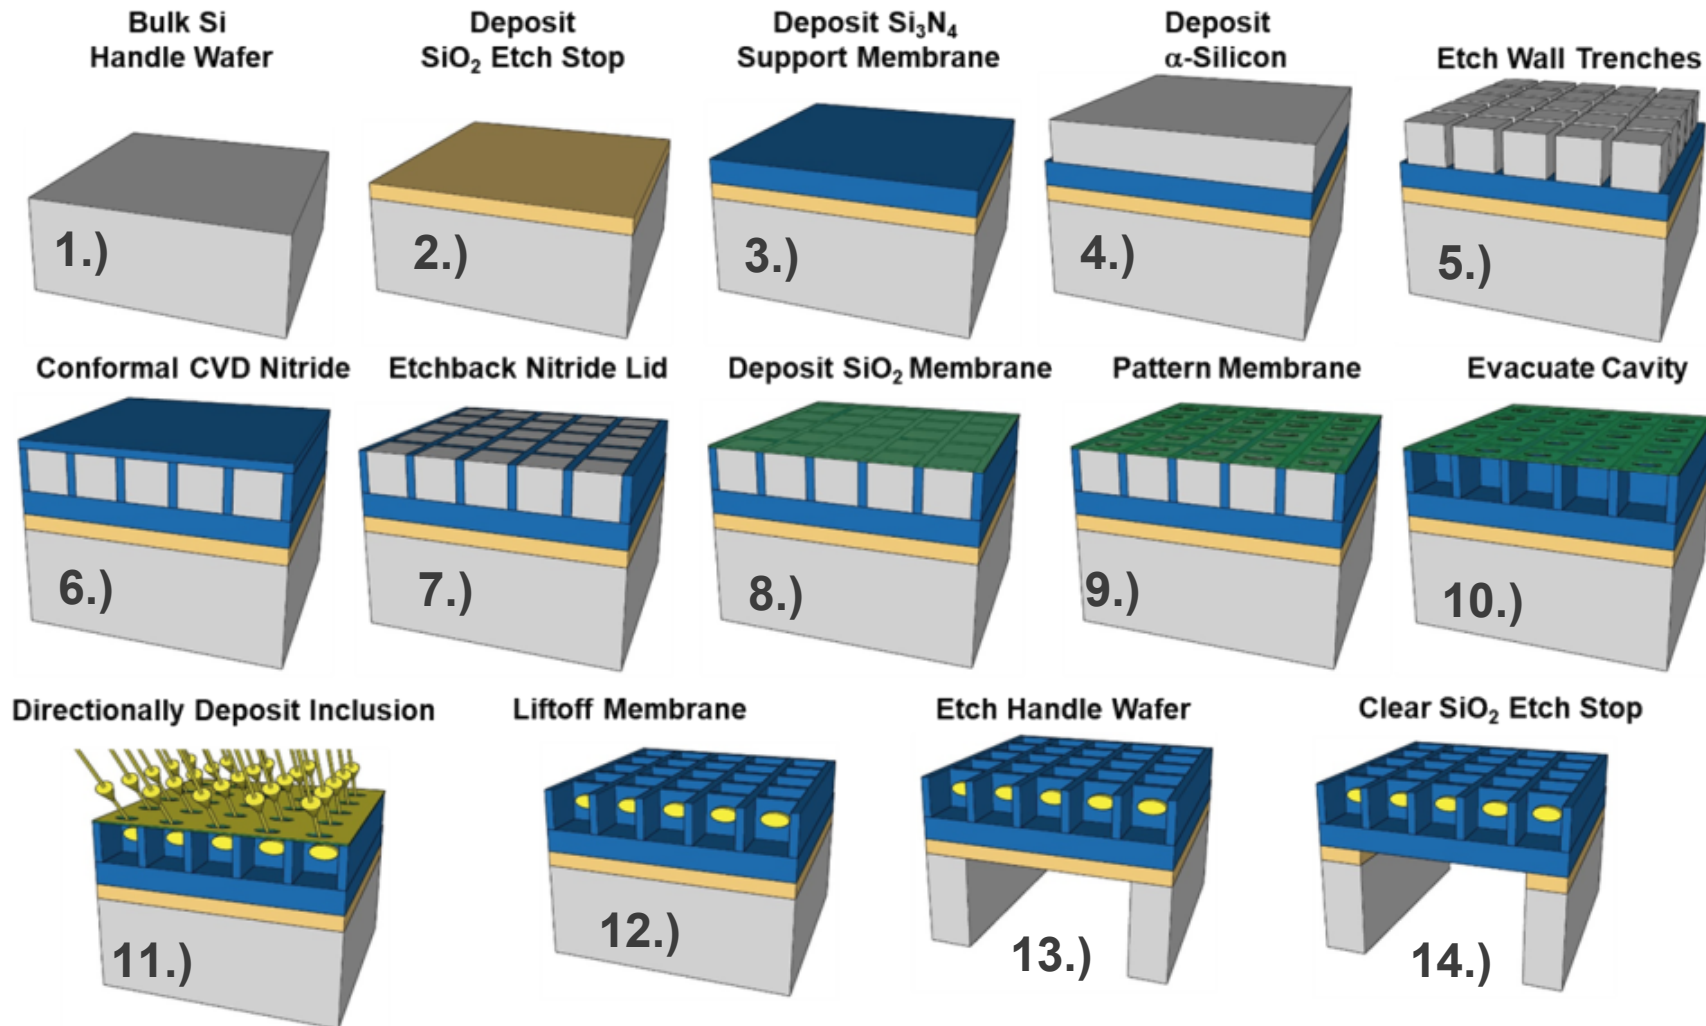 Bulk Si
Handle Wafer
Deposit
SiO₂ Etch Stop
Deposit Si₃N₄
Support Membrane
Deposit
α-Silicon
Etch Wall Trenches
1.)
2.)
3.)
4.)
5.)
Conformal CVD Nitride
Etchback Nitride Lid
Deposit SiO₂ Membrane
Pattern Membrane
Evacuate Cavity
6.)
7.)
8.)
9.)
10.)
Directionally Deposit Inclusion
Liftoff Membrane
Etch Handle Wafer
Clear SiO₂ Etch Stop
11.)
12.)
13.)
14.)